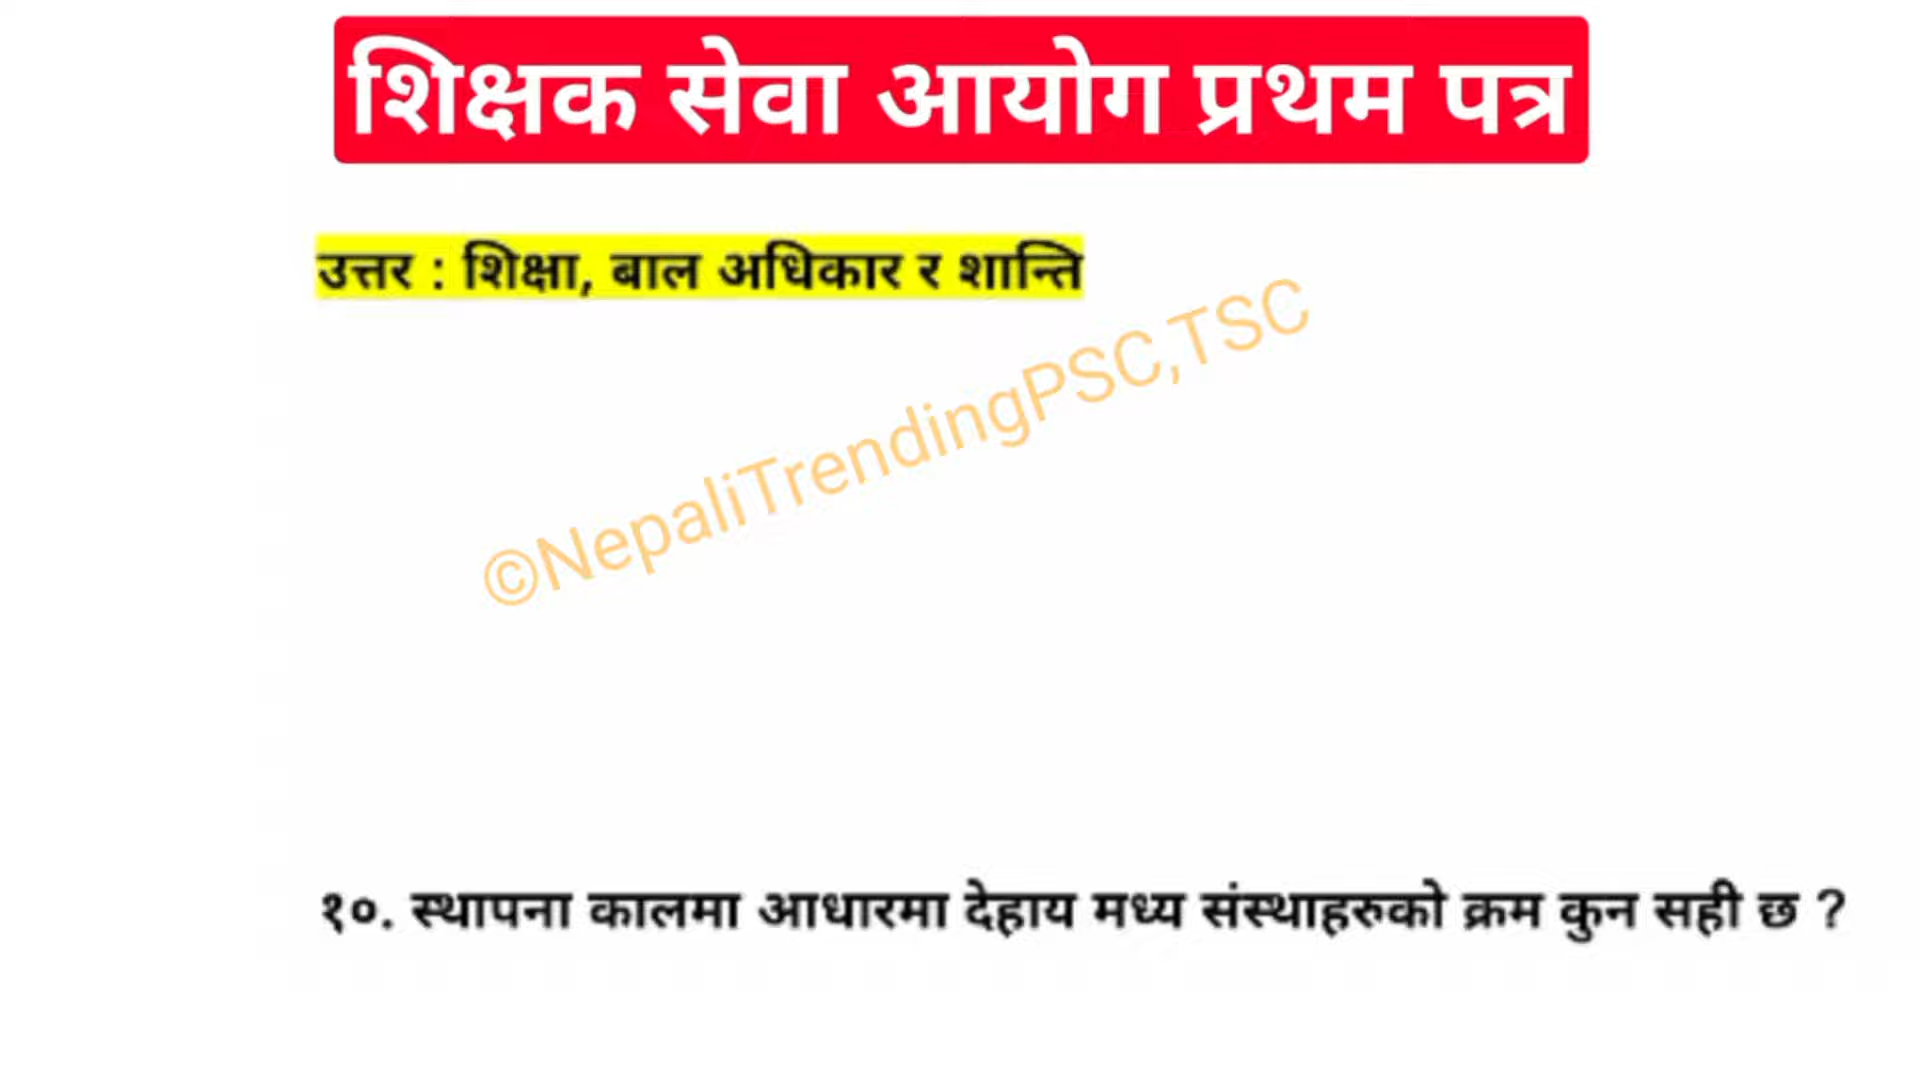 शिक्षक सेवा आयोग प्रथम पत्र
उत्तर : शिक्षा, बाल अधिकार र शान्ति
©NepaliTrendingPSC,TSC
१०. स्थापना कालमा आधारमा देहाय मध्य संस्थाहरुको क्रम कुन सही छ ?